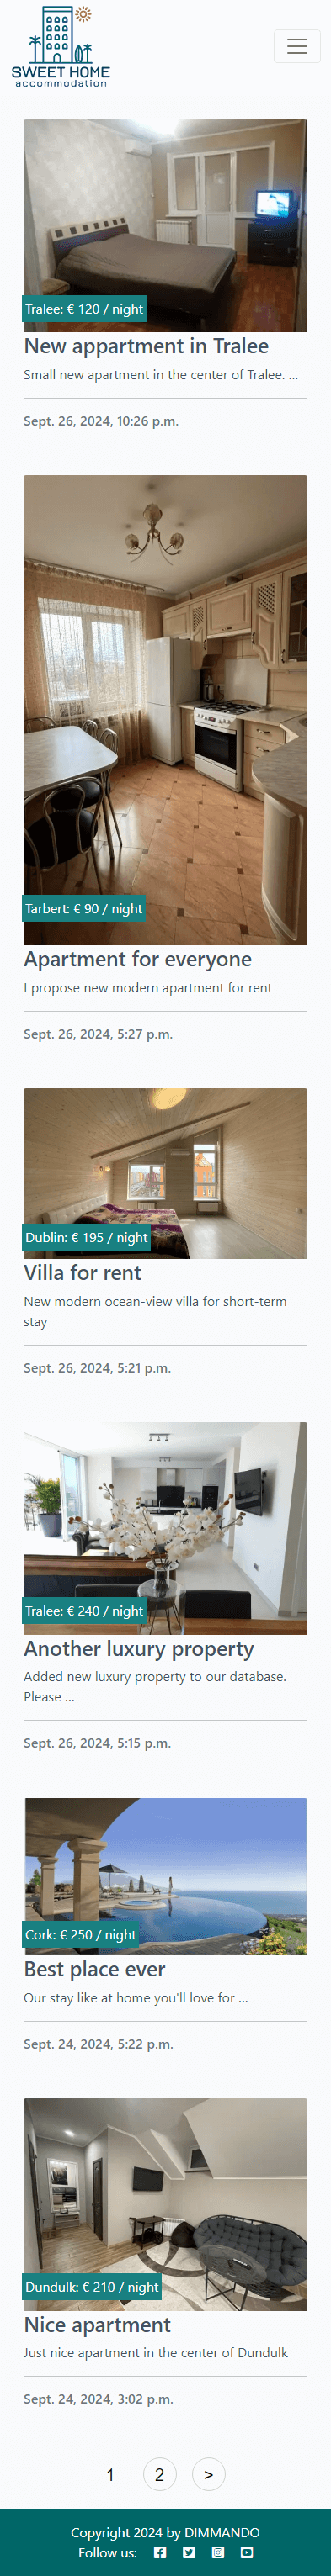 SWEET HOME
accommodation
Tralee: € 120 / night
New appartment in Tralee
Small new apartment in the center of Tralee. ...
Sept. 26, 2024, 10:26 p.m.
Tarbert: € 90 / night
Apartment for everyone
I propose new modern apartment for rent
Sept. 26, 2024, 5:27 p.m.
Dublin: € 195 / night
Villa for rent
New modern ocean-view villa for short-term
stay
Sept. 26, 2024, 5:21 p.m.
Tralee: € 240 / night
Another luxury property
Added new luxury property to our database.
Please ...
Sept. 26, 2024, 5:15 p.m.
Cork: € 250 / night
Best place ever
Our stay like at home you'll love for ...
Sept. 24, 2024, 5:22 p.m.
Dundulk: € 210 / night
Nice apartment
Just nice apartment in the center of Dundulk
Sept. 24, 2024, 3:02 p.m.
1 2 >
Copyright 2024 by DIMMANDO
Follow us: